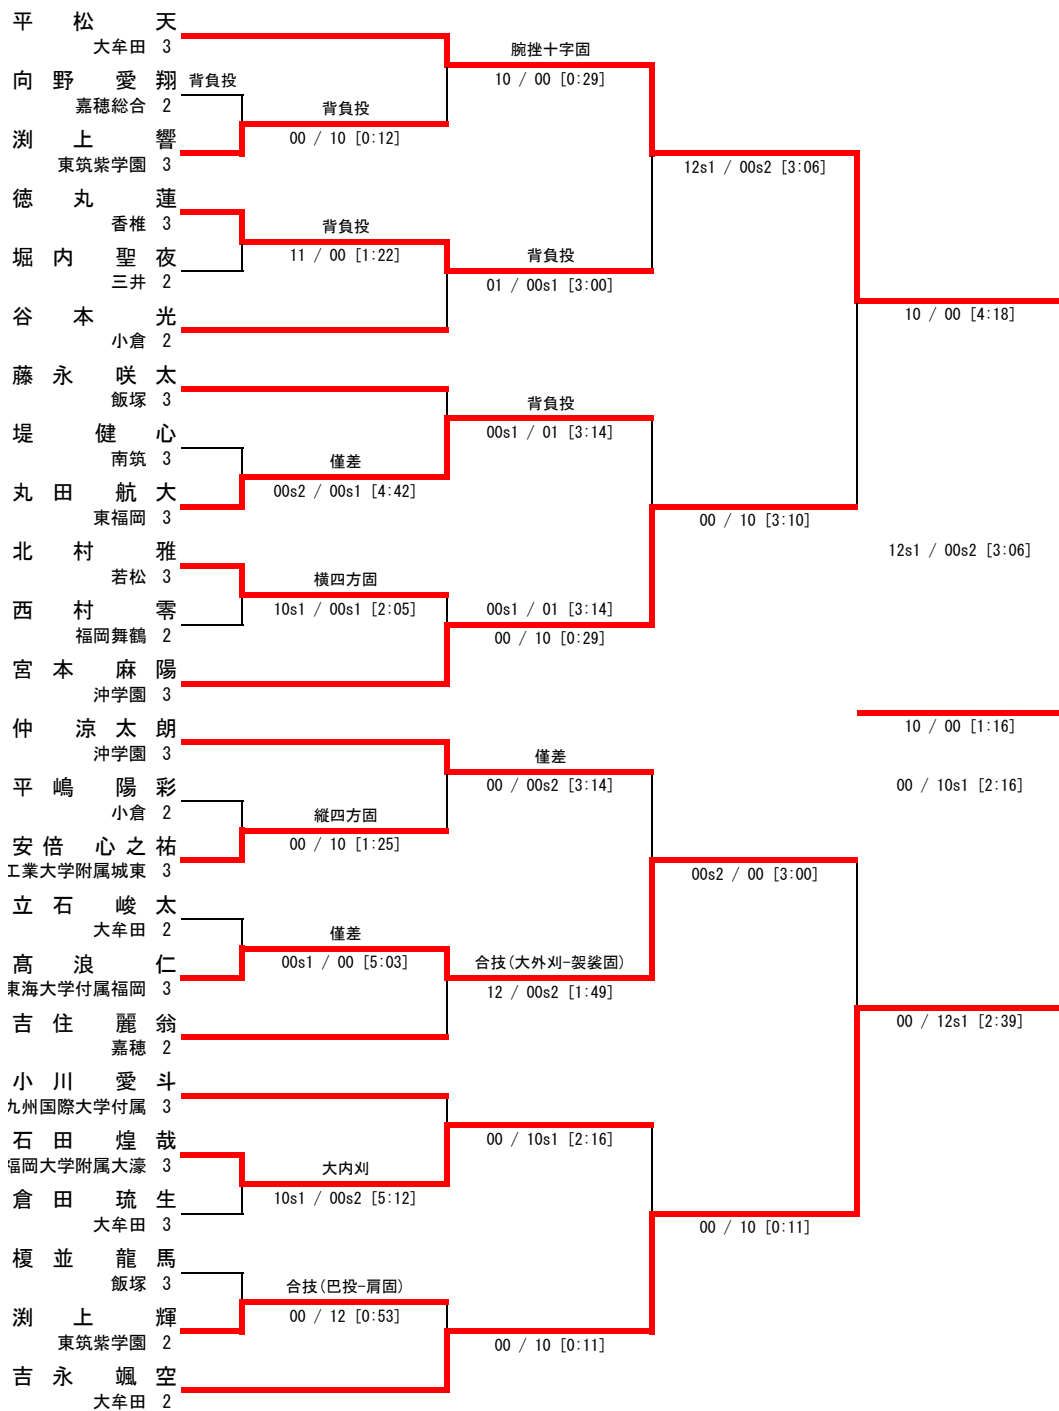 平松天
大牟田 3
向野愛翔
嘉穂総合 2
渕上響
東筑紫学園 3
徳丸蓮
香椎 3
堀内聖夜
三井 2
谷本光
小倉 2
藤永咲太
飯塚 3
堤健心
南筑 3
丸田航大
東福岡 3
北村雅
若松 3
西村零
福岡舞鶴 2
宮本麻陽
沖学園 3
仲涼太朗
沖学園 3
平嶋陽彩
小倉 2
安倍心之祐
工業大学附属城東 3
立石峻太
大牟田 2
髙浪仁
東海大学付属福岡 3
吉住麗翁
嘉穂 2
小川愛斗
九州国際大学付属 3
石田煌哉
福岡大学附属大濠 3
倉田琉生
大牟田 3
榎並龍馬
飯塚 3
渕上輝
東筑紫学園 2
吉永颯空
大牟田 2
背負投
背負投
00 / 10 [0:12]
背負投
11 / 00 [1:22]
僅差
00s2 / 00s1 [4:42]
横四方固
10s1 / 00s1 [2:05]
縦四方固
00 / 10 [1:25]
僅差
00s1 / 00 [5:03]
大内刈
10s1 / 00s2 [5:12]
合技(巴投-肩固)
00 / 12 [0:53]
腕挫十字固
10 / 00 [0:29]
背負投
01 / 00s1 [3:00]
背負投
00s1 / 01 [3:14]
00s1 / 01 [3:14]
00 / 10 [0:29]
僅差
00 / 00s2 [3:14]
合技(大外刈-袈裟固)
12 / 00s2 [1:49]
00 / 10s1 [2:16]
00 / 10 [0:11]
12s1 / 00s2 [3:06]
00 / 10 [3:10]
00s2 / 00 [3:00]
00 / 10 [0:11]
10 / 00 [4:18]
12s1 / 00s2 [3:06]
10 / 00 [1:16]
00 / 10s1 [2:16]
00 / 12s1 [2:39]